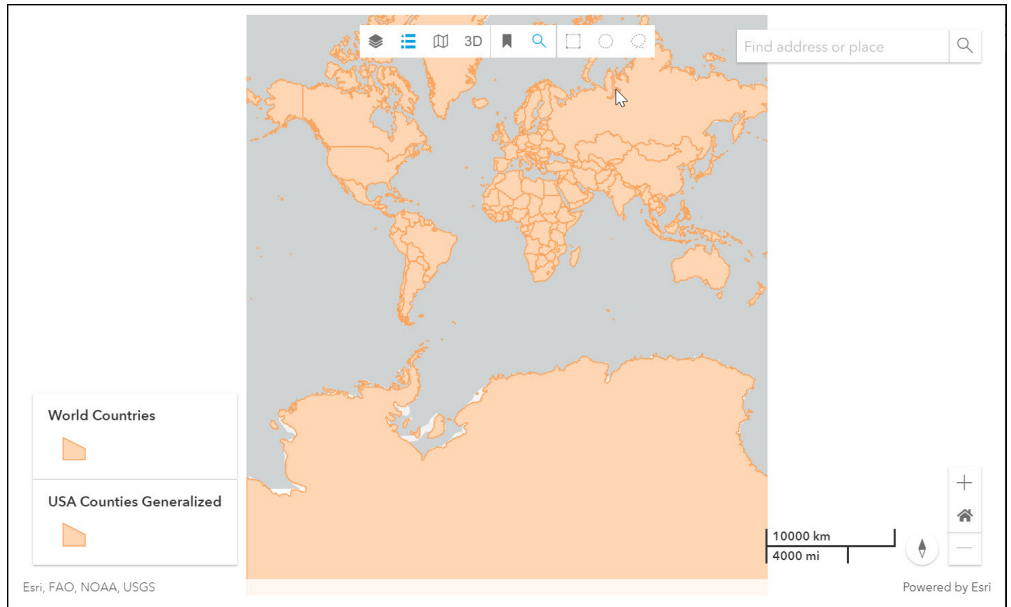 3D
Find address or place
World Countries
USA Counties Generalized
10000 km
4000 mi
Esri, FAO, NOAA, USGS
Powered by Esri